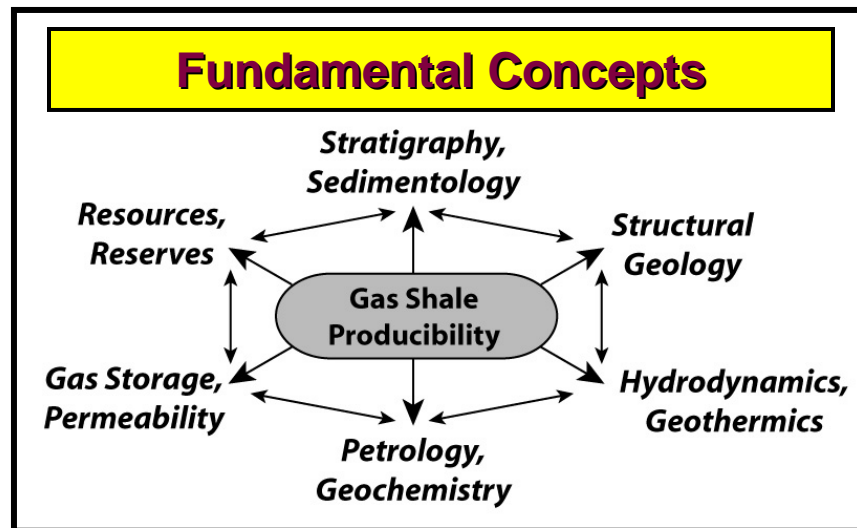 Fundamental Concepts
Stratigraphy,
Sedimentology
Resources,
Reserves
Structural
Geology
Gas Shale
Producibility
Gas Storage,
Permeability
Hydrodynamics,
Geothermics
Petrology,
Geochemistry